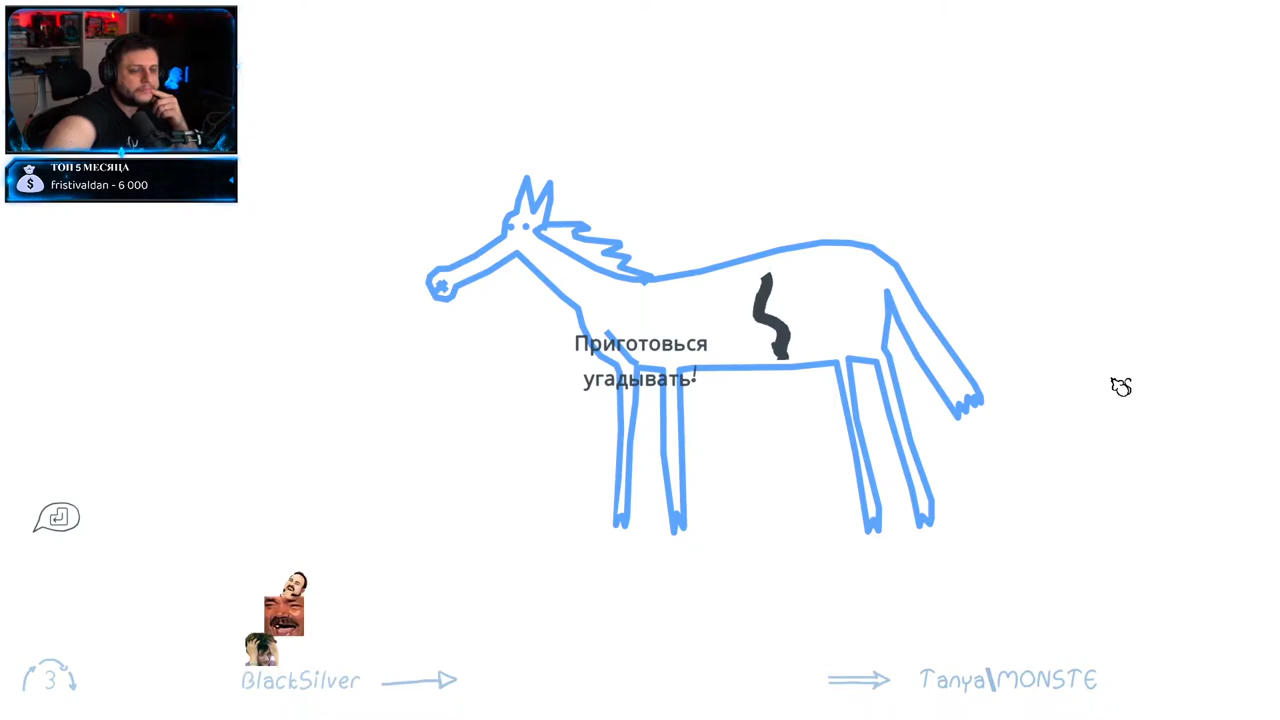 ТОП 5 МЕСЯЦА
fristivaldan - 6 000
Приготовься
угадывать!
3
BlackSilver
Tanya\MONSTE